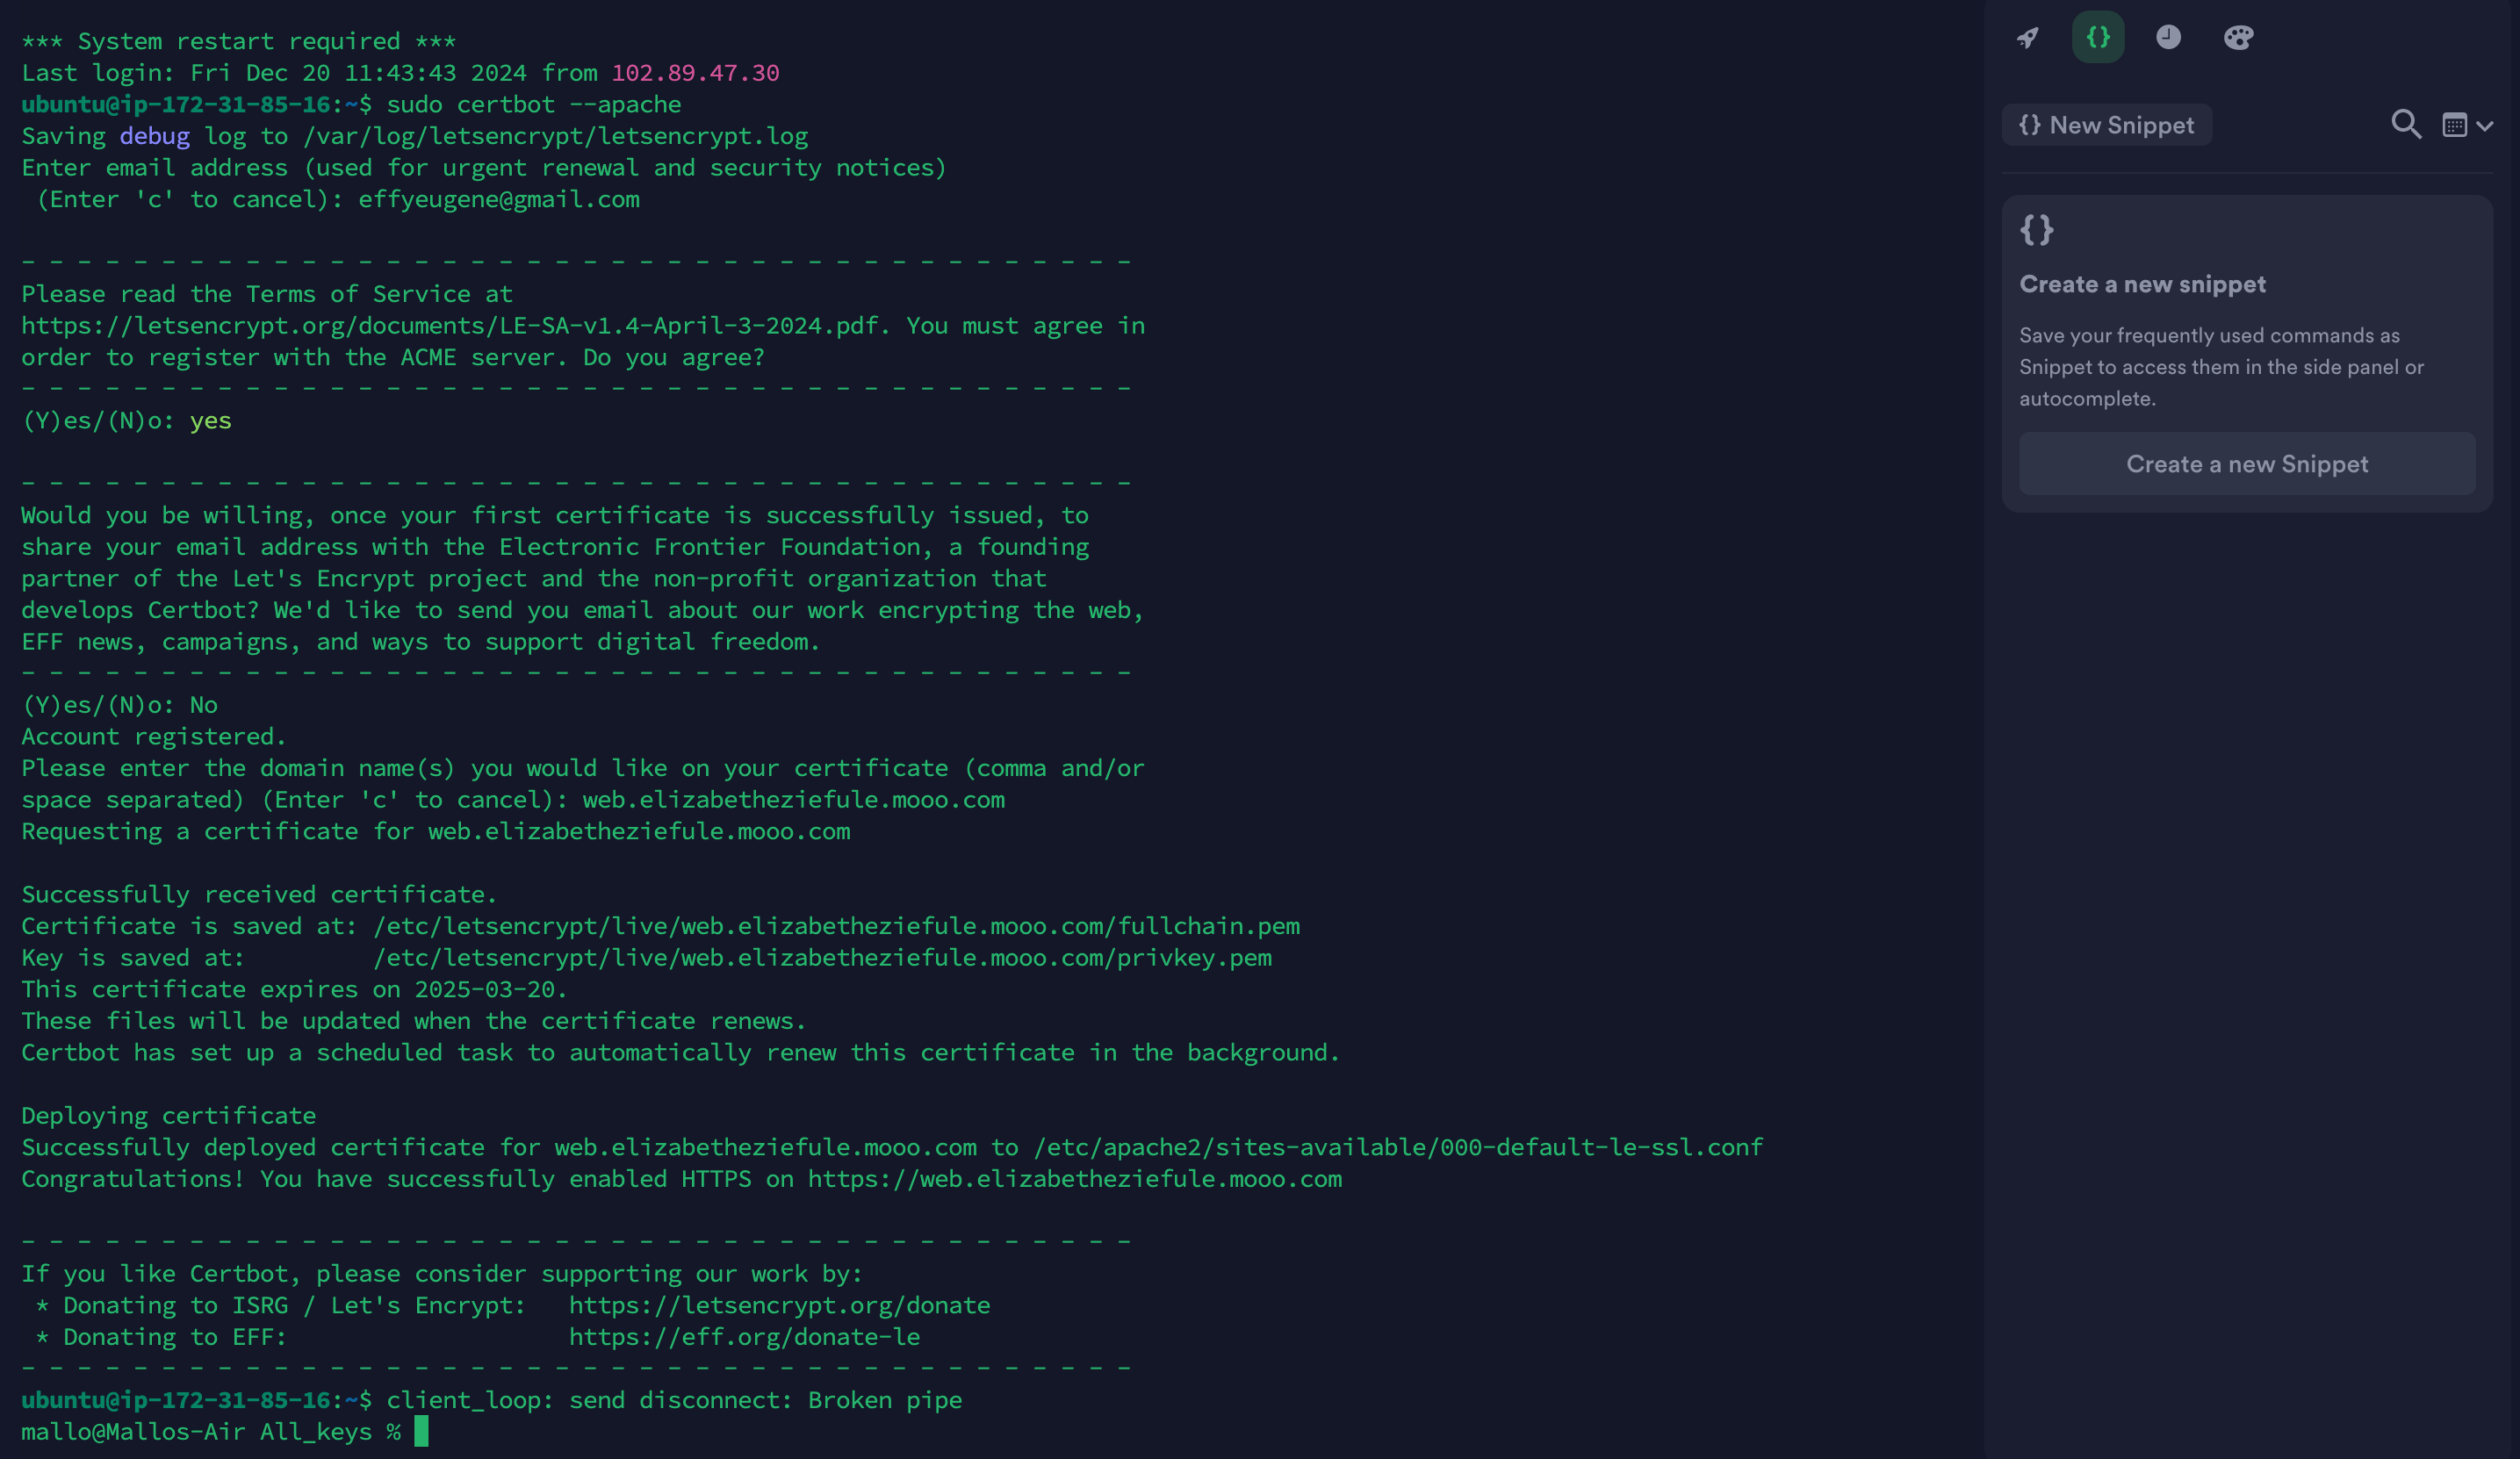 *** System restart required ***
Last login: Fri Dec 20 11:43:43 2024 from 102.89.47.30
ubuntu@ip-172-31-85-16:~$ sudo certbot --apache
Saving debug log to /var/log/letsencrypt/letsencrypt.log
Enter email address (used for urgent renewal and security notices)
 (Enter 'c' to cancel): effyeugene@gmail.com

- - - - - - - - - - - - - - - - - - - - - - - - - - - - - - - - - - - - - - - -
Please read the Terms of Service at
https://letsencrypt.org/documents/LE-SA-v1.4-April-3-2024.pdf. You must agree in
order to register with the ACME server. Do you agree?
- - - - - - - - - - - - - - - - - - - - - - - - - - - - - - - - - - - - - - - -
(Y)es/(N)o: yes

- - - - - - - - - - - - - - - - - - - - - - - - - - - - - - - - - - - - - - - -
Would you be willing, once your first certificate is successfully issued, to
share your email address with the Electronic Frontier Foundation, a founding
partner of the Let's Encrypt project and the non-profit organization that
develops Certbot? We'd like to send you email about our work encrypting the web,
EFF news, campaigns, and ways to support digital freedom.
- - - - - - - - - - - - - - - - - - - - - - - - - - - - - - - - - - - - - - - -
(Y)es/(N)o: No
Account registered.
Please enter the domain name(s) you would like on your certificate (comma and/or
space separated) (Enter 'c' to cancel): web.elizabetheziefule.mooo.com
Requesting a certificate for web.elizabetheziefule.mooo.com

Successfully received certificate.
Certificate is saved at: /etc/letsencrypt/live/web.elizabetheziefule.mooo.com/fullchain.pem
Key is saved at:         /etc/letsencrypt/live/web.elizabetheziefule.mooo.com/privkey.pem
This certificate expires on 2025-03-20.
These files will be updated when the certificate renews.
Certbot has set up a scheduled task to automatically renew this certificate in the background.

Deploying certificate
Successfully deployed certificate for web.elizabetheziefule.mooo.com to /etc/apache2/sites-available/000-default-le-ssl.conf
Congratulations! You have successfully enabled HTTPS on https://web.elizabetheziefule.mooo.com

- - - - - - - - - - - - - - - - - - - - - - - - - - - - - - - - - - - - - - - -
If you like Certbot, please consider supporting our work by:
 * Donating to ISRG / Let's Encrypt:   https://letsencrypt.org/donate
 * Donating to EFF:                    https://eff.org/donate-le
- - - - - - - - - - - - - - - - - - - - - - - - - - - - - - - - - - - - - - - -
ubuntu@ip-172-31-85-16:~$ client_loop: send disconnect: Broken pipe
mallo@Mallos-Air All_keys %
{}
{} New Snippet
{}
Create a new snippet
Save your frequently used commands as
Snippet to access them in the side panel or
autocomplete.
Create a new Snippet